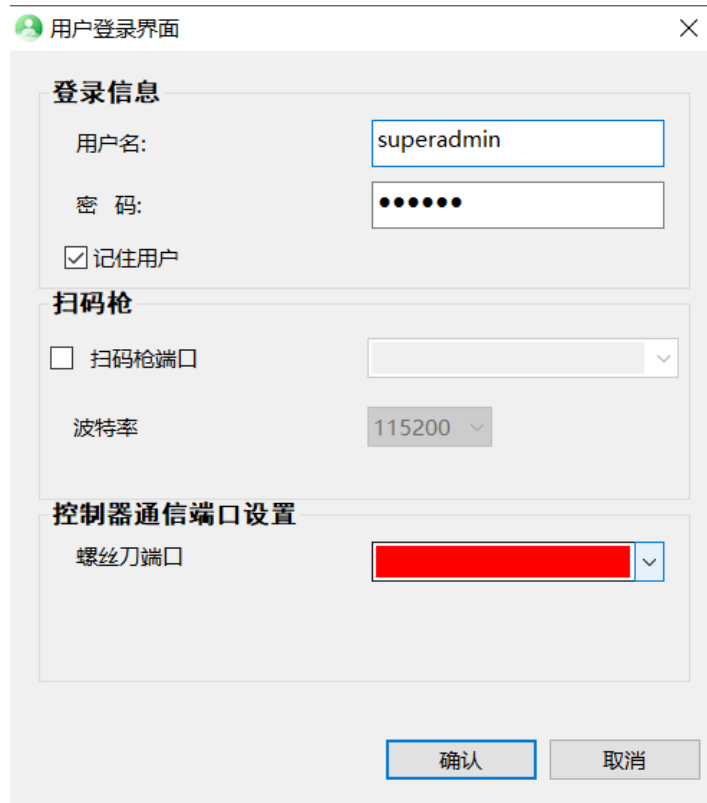 用户登录界面
登录信息
用户名: superadmin
密 码: ●●●●●●
记住用户
扫码枪
扫码枪端口
波特率 115200
控制器通信端口设置
螺丝刀端口
确认 取消